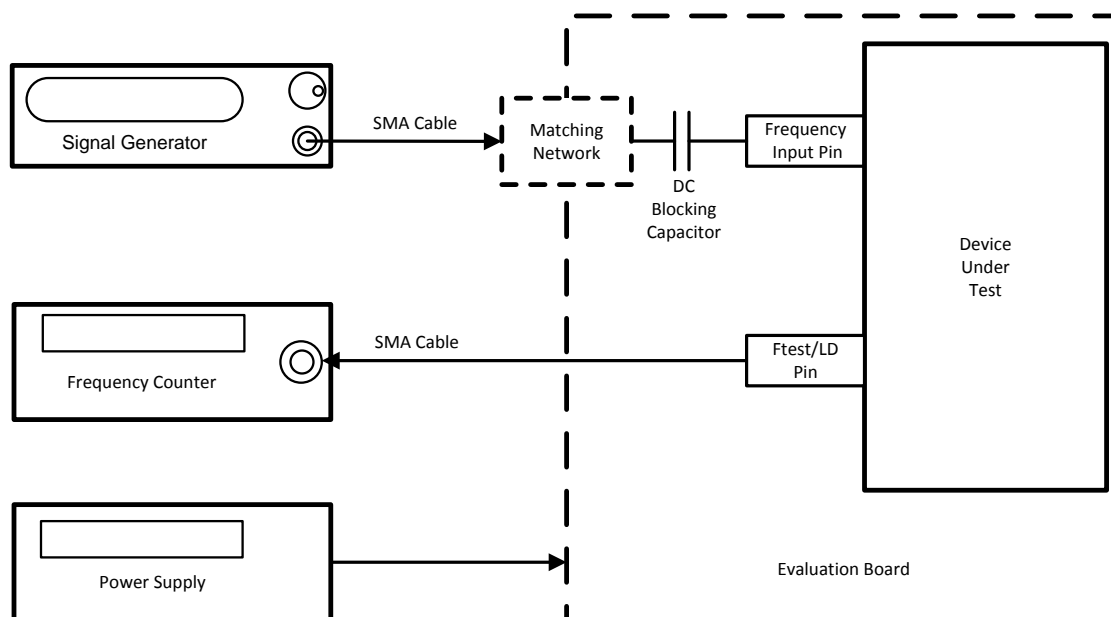 Signal Generator
SMA Cable
Matching
Network
DC
Blocking
Capacitor
Frequency
Input Pin
Device
Under
Test
Frequency Counter
SMA Cable
Ftest/LD
Pin
Power Supply
Evaluation Board